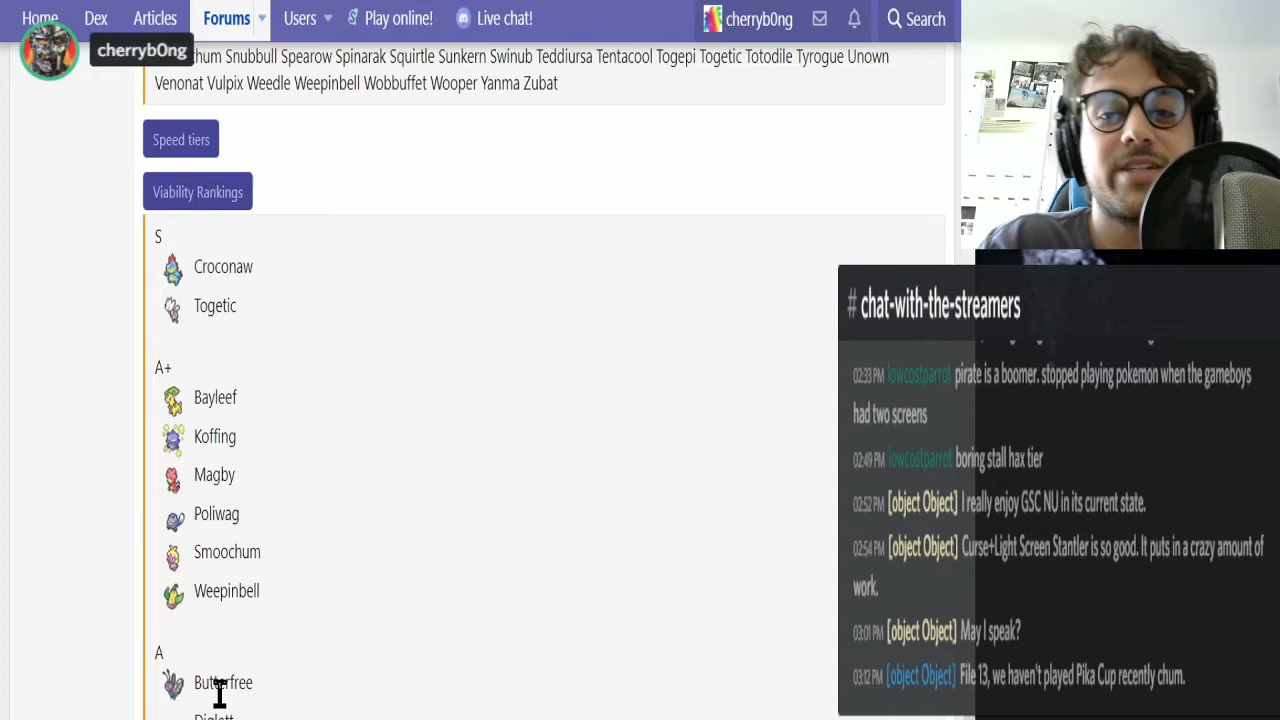 Home Dex Articles Forums Users Play online! Live chat! cherryb0ng Search
cherryb0ng
Snubbull Spearow Spinarak Squirtle Sunkern Swinub Teddiursa Tentacool Togepi Togetic Totodile Tyrogue Unown
Venonat Vulpix Weedle Weepinbell Wobbuffet Wooper Yanma Zubat
Speed tiers
Viability Rankings
S
Croconaw
Togetic
A+
Bayleef
Koffing
Magby
Poliwag
Smoochum
Weepinbell
A
Butterfree
Diglett
# chat-with-the-streamers
02:33 PM lowcostparrot pirate is a boomer. stopped playing pokemon when the gameboys
had two screens
02:49 PM lowcostparrot boring stall hax tier
02:52 PM [object Object] I really enjoy GSC NU in its current state.
02:54 PM [object Object] Curse+Light Screen Stantler is so good. It puts in a crazy amount of
work.
03:01 PM [object Object] May I speak?
03:12 PM [object Object] File 13, we haven't played Pika Cup recently chum.